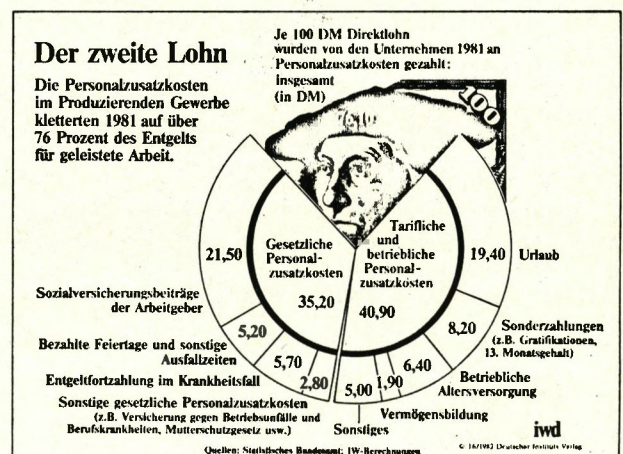 Der zweite Lohn
Die Personalzusatzkosten
im Produzierenden Gewerbe
kletterten 1981 auf über
76 Prozent des Entgelts
für geleistete Arbeit.
Je 100 DM Direktlohn
wurden von den Unternehmen 1981 an
Personalzusatzkosten gezahlt:
insgesamt
(in DM)
100
21,50
Gesetzliche
Personal-
zusatzkosten
35,20
Tarifliche
und
betriebliche
Personal-
zusatzkosten
40,90
19,40
Urlaub
Sozialversicherungsbeiträge
der Arbeitgeber
5,20
Bezahlte Feiertage und sonstige
Ausfallzeiten
5,70
Entgeltfortzahlung im Krankheitsfall
2,80
Sonstige gesetzliche Personalzusatzkosten
(z.B. Versicherung gegen Betriebsunfälle und
Berufskrankheiten, Mutterschutzgesetz usw.)
5,00
Sonstiges
1,90
Vermögensbildung
6,40
Betriebliche
Altersversorgung
8,20
Sonderzahlungen
(z.B. Gratifikationen,
13. Monatsgehalt)
iwd
© 16/1982 Deutscher Instituts-Verlag
Quellen: Statistisches Bundesamt; IW-Berechnungen